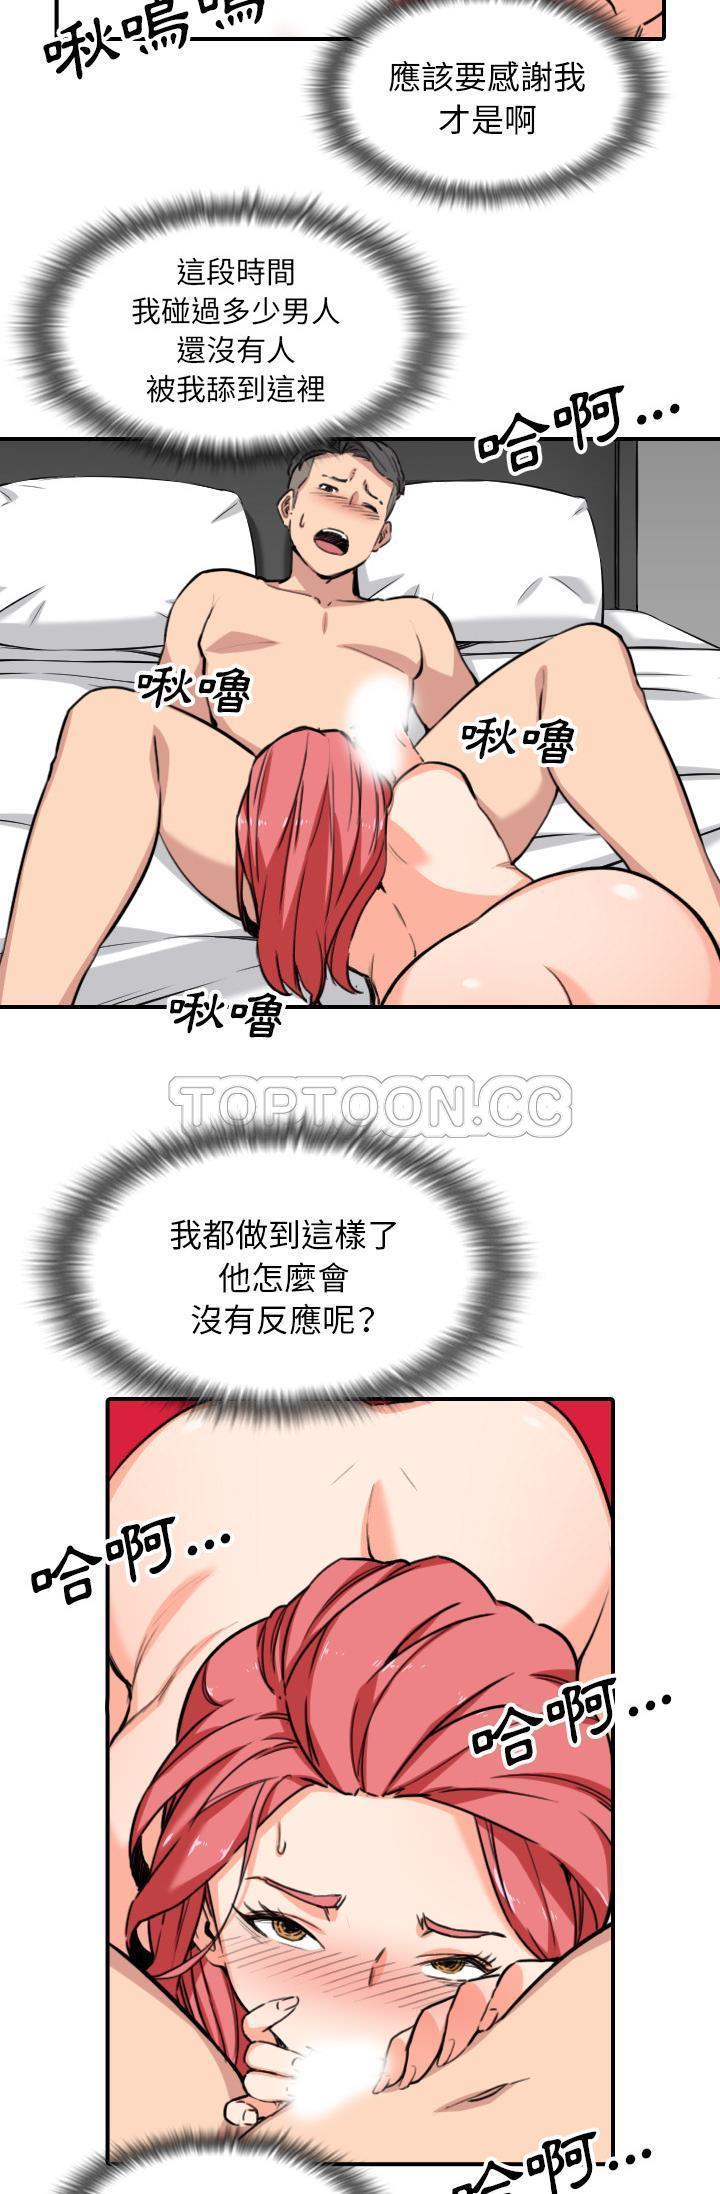 啾嗚嗚
應該要感謝我
才是啊
這段時間
我碰過多少男人
還沒有人
被我舔到這裡
哈啊...
啾嚕
啾嚕
啾嚕
TOPTOON.CC
我都做到這樣了
他怎麼會
沒有反應呢?
哈啊...
哈啊...
哈啊...